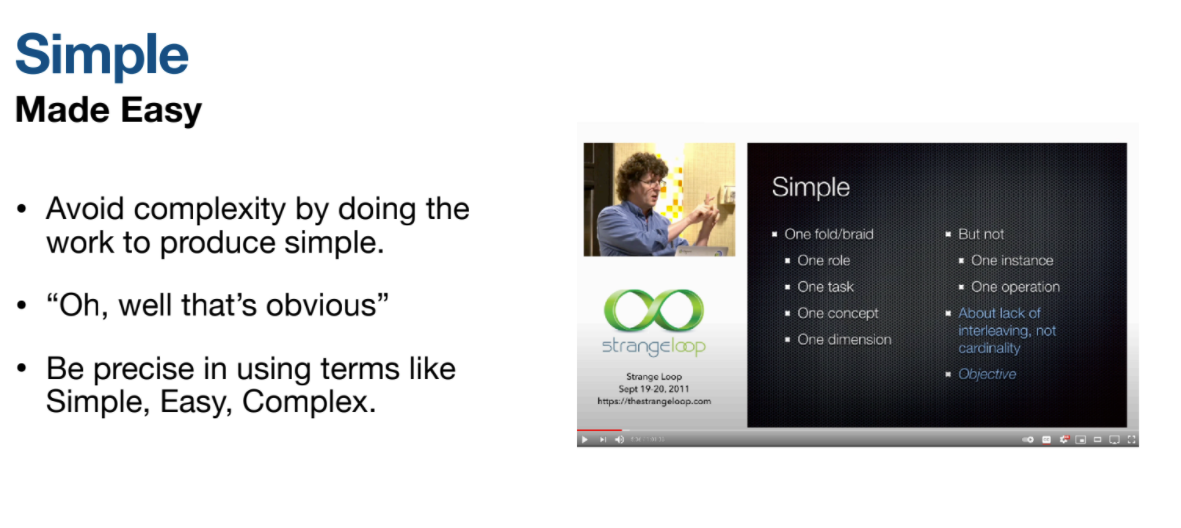 Simple
Made Easy
• Avoid complexity by doing the
work to produce simple.
• “Oh, well that’s obvious”
• Be precise in using terms like
Simple, Easy, Complex.
strangeloop
Strange Loop
Sept 19-20, 2011
https://thestrangeloop.com
Simple
One fold/braid
One role
One task
One concept
One dimension
But not
One instance
One operation
About lack of
interleaving, not
cardinality
Objective